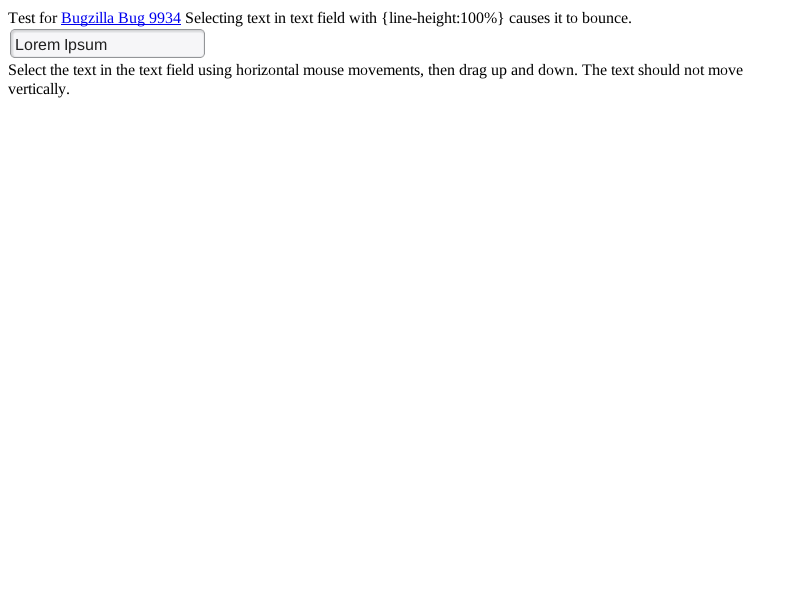 Test for Bugzilla Bug 9934 Selecting text in text field with {line-height:100%} causes it to bounce.
Lorem Ipsum
Select the text in the text field using horizontal mouse movements, then drag up and down. The text should not move
vertically.